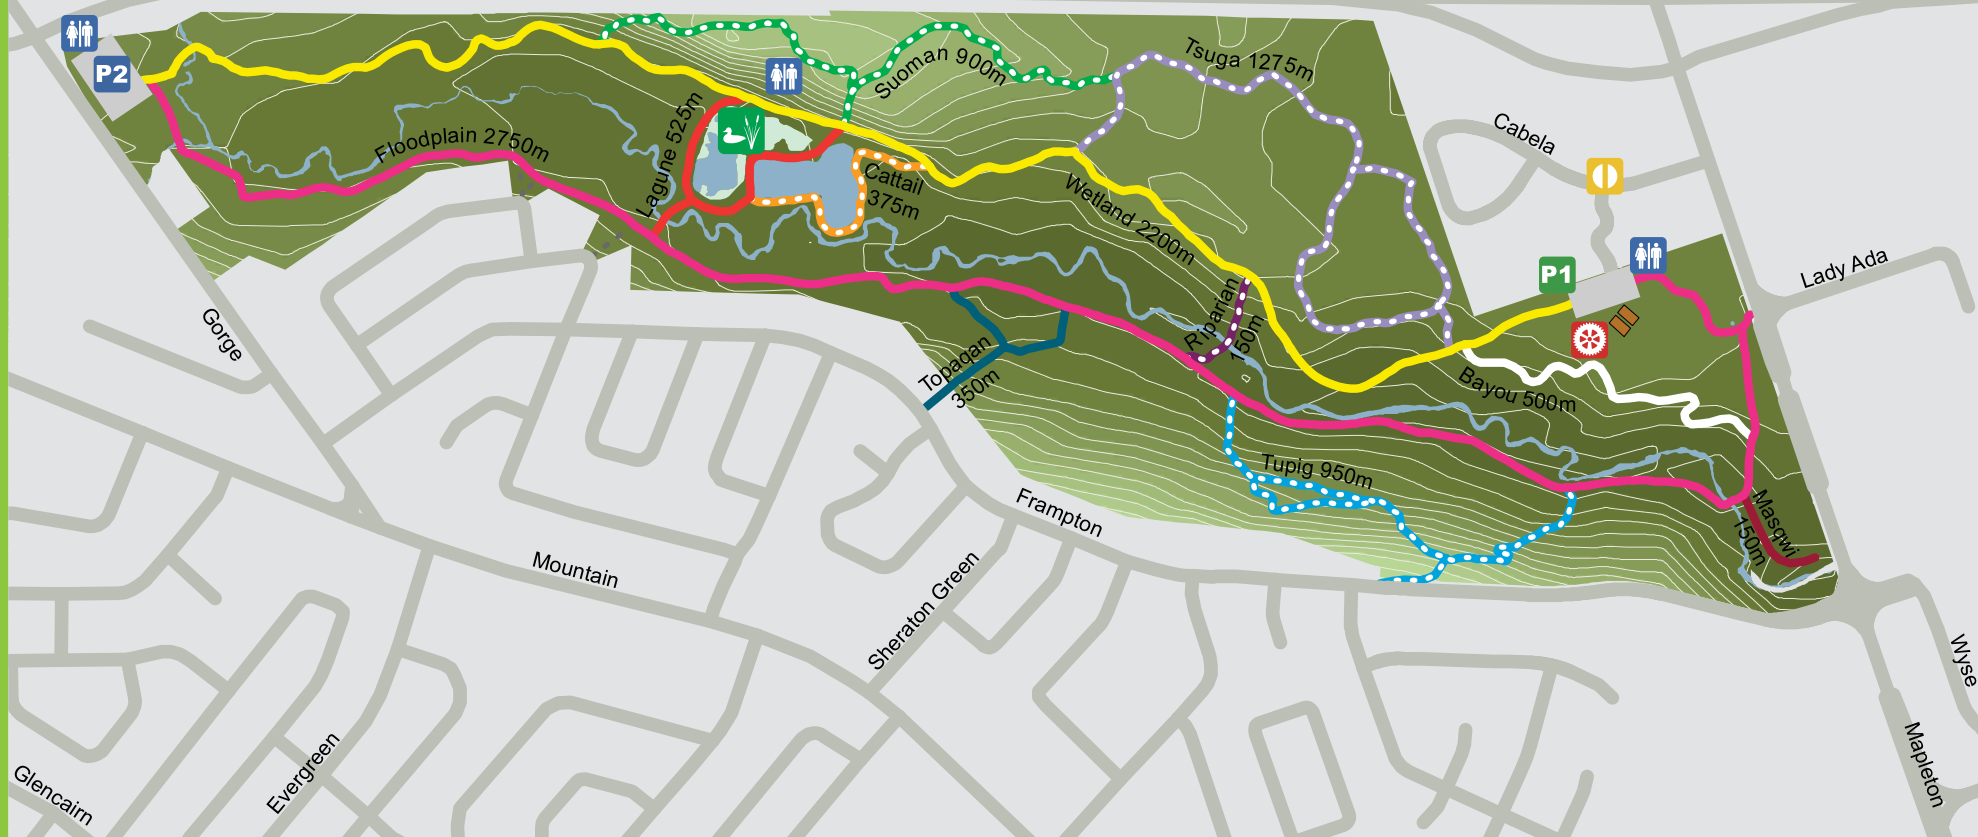 P2
Floodplain 2750m
Lagune 525m
Suoman 900m
Cattail
375m
Tsuga 1275m
Wetland 2200m
Riparian
150m
Topaqan
350m
Tupig 950m
Bayou 500m
Masqwi
150m
P1
Cabela
Lady Ada
Gorge
Mountain
Frampton
Sheraton Green
Evergreen
Glencairn
Wyse
Mapleton